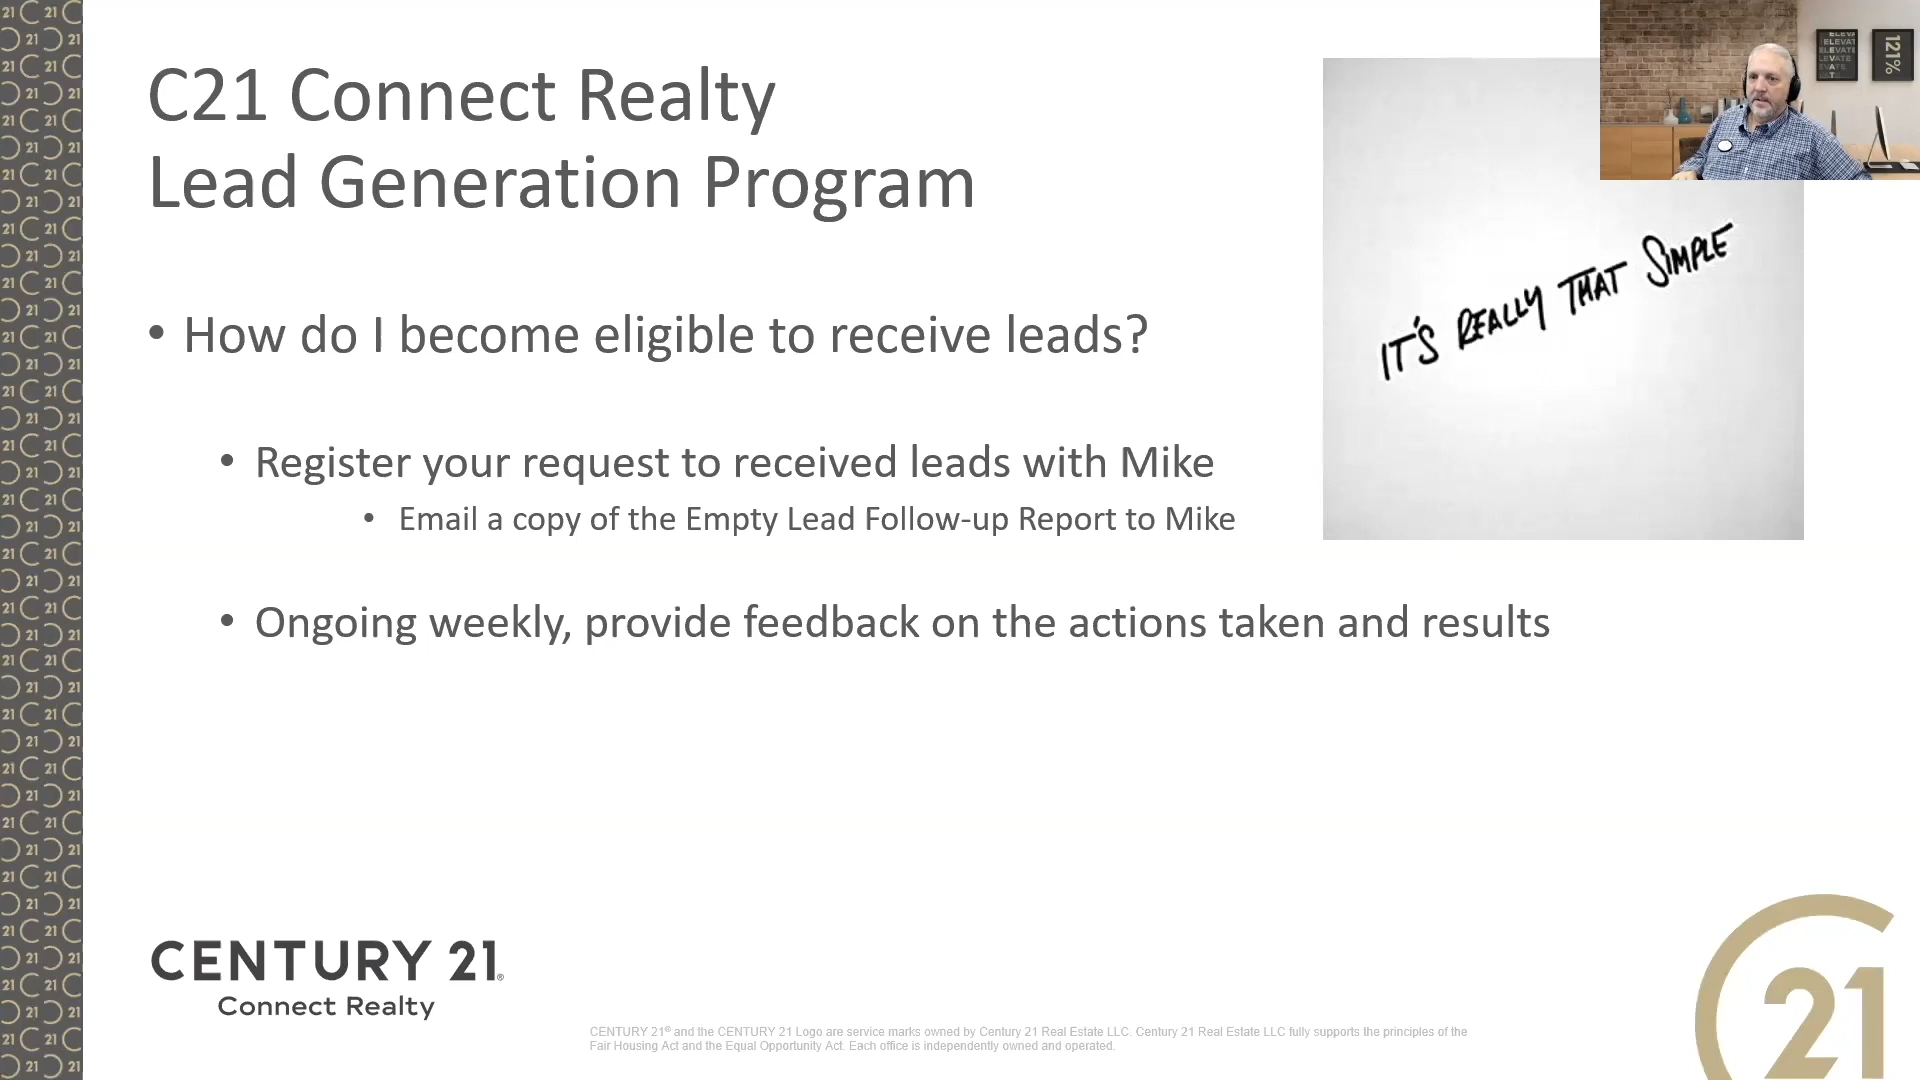 C21 Connect Realty
Lead Generation Program
• How do I become eligible to receive leads?
• Register your request to received leads with Mike
• Email a copy of the Empty Lead Follow-up Report to Mike
• Ongoing weekly, provide feedback on the actions taken and results
IT'S REALLY THAT SIMPLE
ELEVATE
121%
CENTURY 21®
Connect Realty
CENTURY 21® and the CENTURY 21 Logo are service marks owned by Century 21 Real Estate LLC. Century 21 Real Estate LLC fully supports the principles of the
Fair Housing Act and the Equal Opportunity Act. Each office is independently owned and operated.
C21